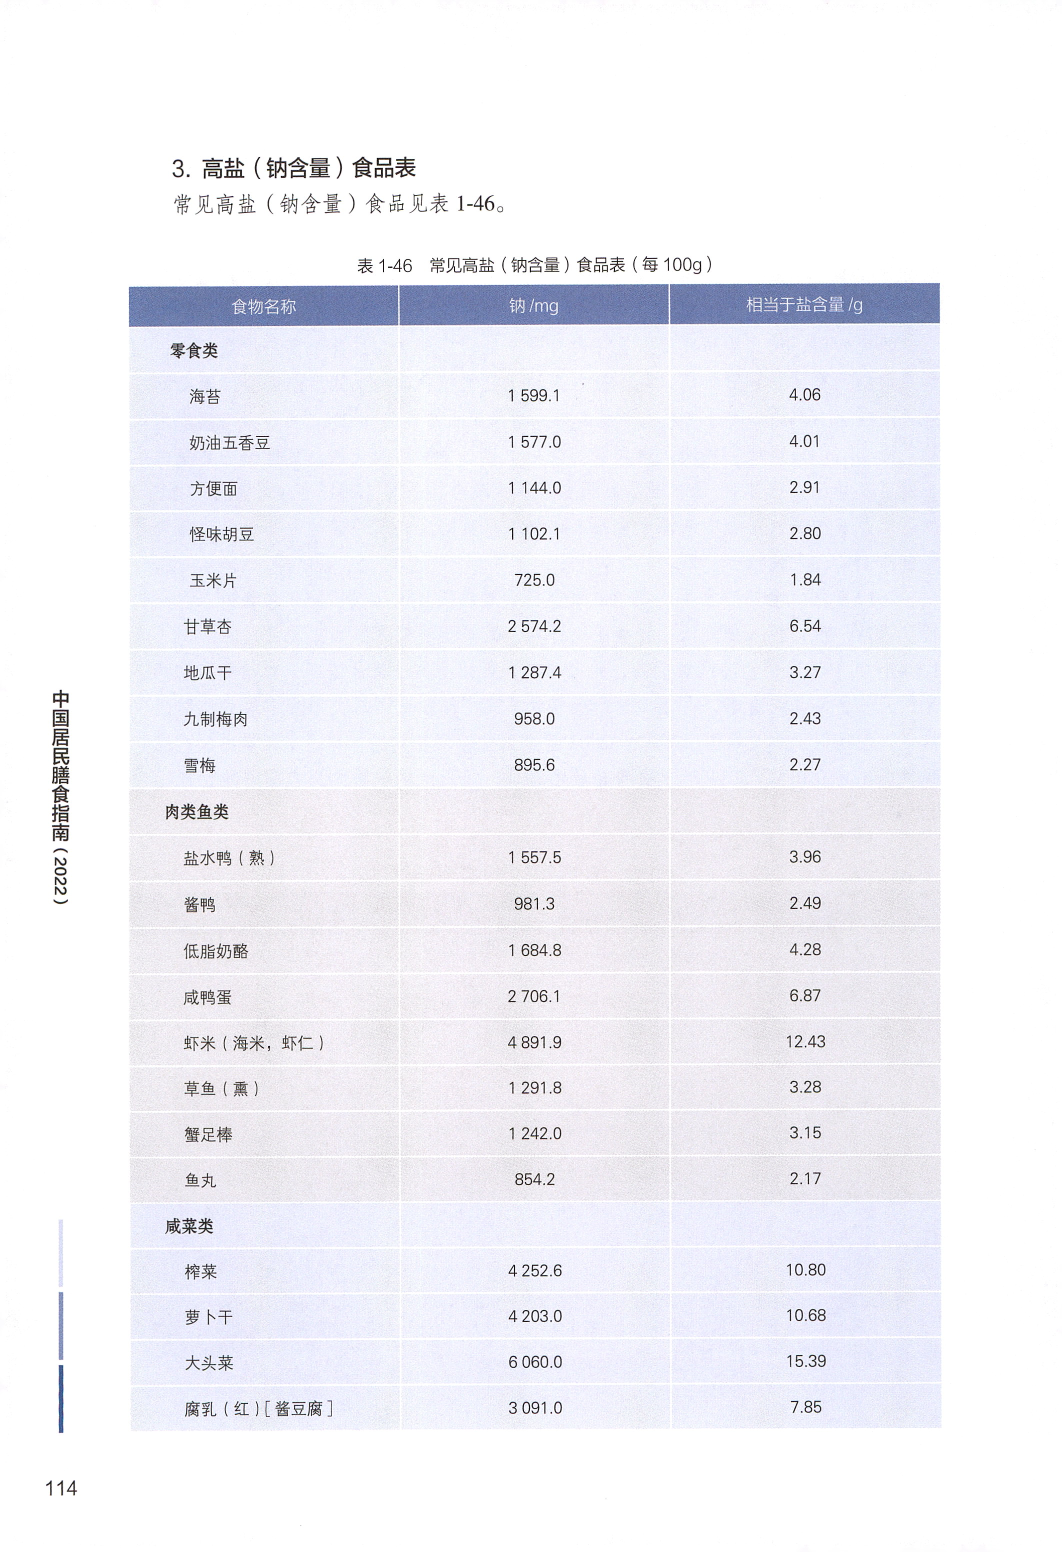 3. 高盐（钠含量）食品表
常见高盐（钠含量）食品见表 1-46。
表 1-46 常见高盐（钠含量）食品表（每 100g）
食物名称 钠 /mg 相当于盐含量 /g
零食类
海苔 1 599.1 4.06
奶油五香豆 1 577.0 4.01
方便面 1 144.0 2.91
怪味胡豆 1 102.1 2.80
玉米片 725.0 1.84
甘草杏 2 574.2 6.54
地瓜干 1 287.4 3.27
九制梅肉 958.0 2.43
雪梅 895.6 2.27
肉类鱼类
盐水鸭（熟） 1 557.5 3.96
酱鸭 981.3 2.49
低脂奶酪 1 684.8 4.28
咸鸭蛋 2 706.1 6.87
虾米（海米，虾仁） 4 891.9 12.43
草鱼（熏） 1 291.8 3.28
蟹足棒 1 242.0 3.15
鱼丸 854.2 2.17
咸菜类
榨菜 4 252.6 10.80
萝卜干 4 203.0 10.68
大头菜 6 060.0 15.39
腐乳（红）［酱豆腐］ 3 091.0 7.85
中国居民膳食指南（2022）
114